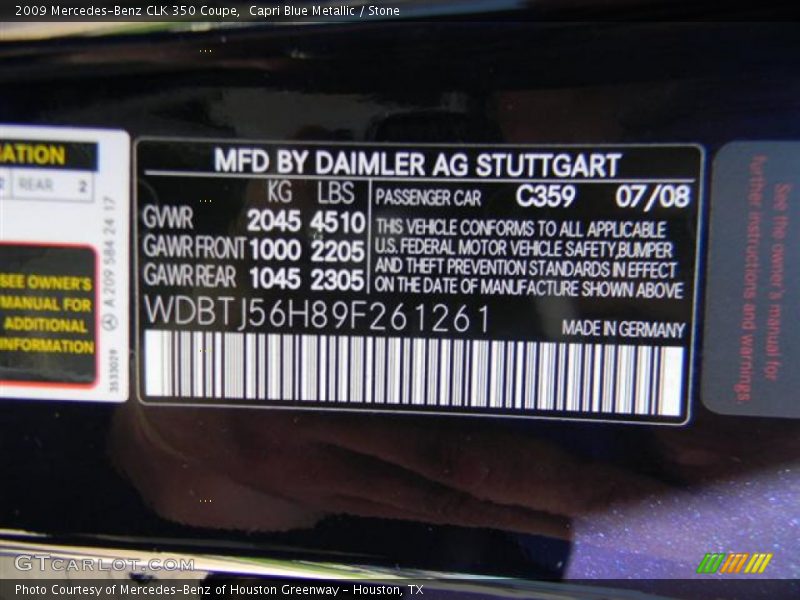 2009 Mercedes-Benz CLK 350 Coupe, Capri Blue Metallic / Stone
MATION
REAR 2
SEE OWNER'S
MANUAL FOR
ADDITIONAL
INFORMATION
A 209 584 24 17
3533029
MFD BY DAIMLER AG STUTTGART
KG LBS
GVWR 2045 4510
GAWR FRONT 1000 2205
GAWR REAR 1045 2305
PASSENGER CAR C359 07/08
THIS VEHICLE CONFORMS TO ALL APPLICABLE
U.S. FEDERAL MOTOR VEHICLE SAFETY,BUMPER
AND THEFT PREVENTION STANDARDS IN EFFECT
ON THE DATE OF MANUFACTURE SHOWN ABOVE
WDBTJ56H89F261261
MADE IN GERMANY
See the owner's manual for
further instructions and warnings.
GTcarlot.com
Photo Courtesy of Mercedes-Benz of Houston Greenway - Houston, TX